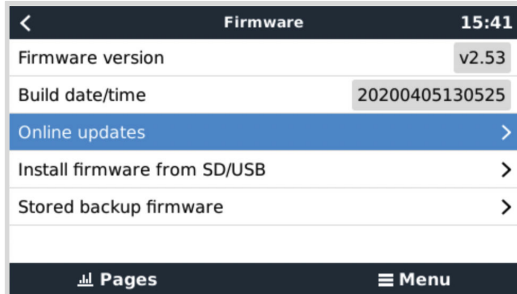 Firmware 15:41
Firmware version v2.53
Build date/time 20200405130525
Online updates
Install firmware from SD/USB
Stored backup firmware
Pages Menu